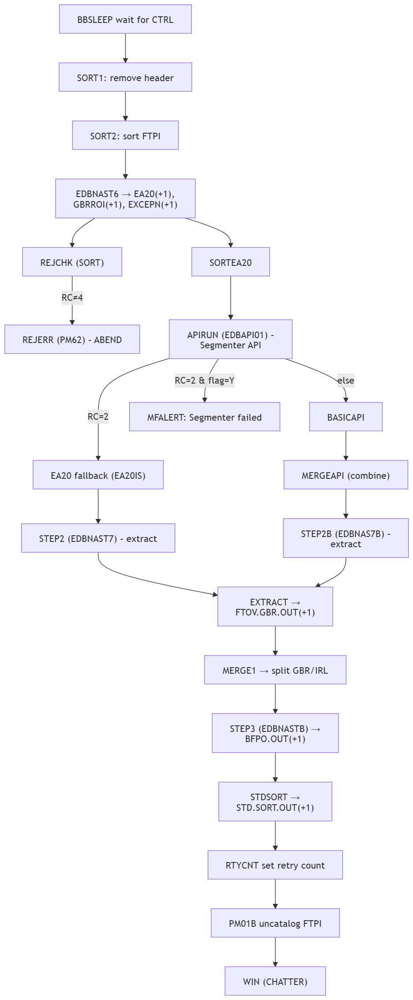 BBSLEEP wait for CTRL
SORT1: remove header
SORT2: sort FTPI
EDBNAST6 → EA20(+1),
GBRROI(+1), EXCEPN(+1)
REJCHK (SORT)
SORTEA20
RC≠4
REJERR (PM62) – ABEND
APIRUN (EDBAPI01) –
Segmenter API
RC=2 & flag=Y
else
RC=2
MFALERT: Segmenter failed
BASICAPI
EA20 fallback (EA20IS)
MERGEAPI (combine)
STEP2 (EDBNAST7) – extract
STEP2B (EDBNAS7B) –
extract
EXTRACT →
FTOV.GBR.OUT(+1)
MERGE1 → split GBR/IRL
STEP3 (EDBNASTB) →
BFPO.OUT(+1)
STDSORT →
STD.SORT.OUT(+1)
RTYCNT set retry count
PM01B uncatalog FTPI
WIN (CHATTER)